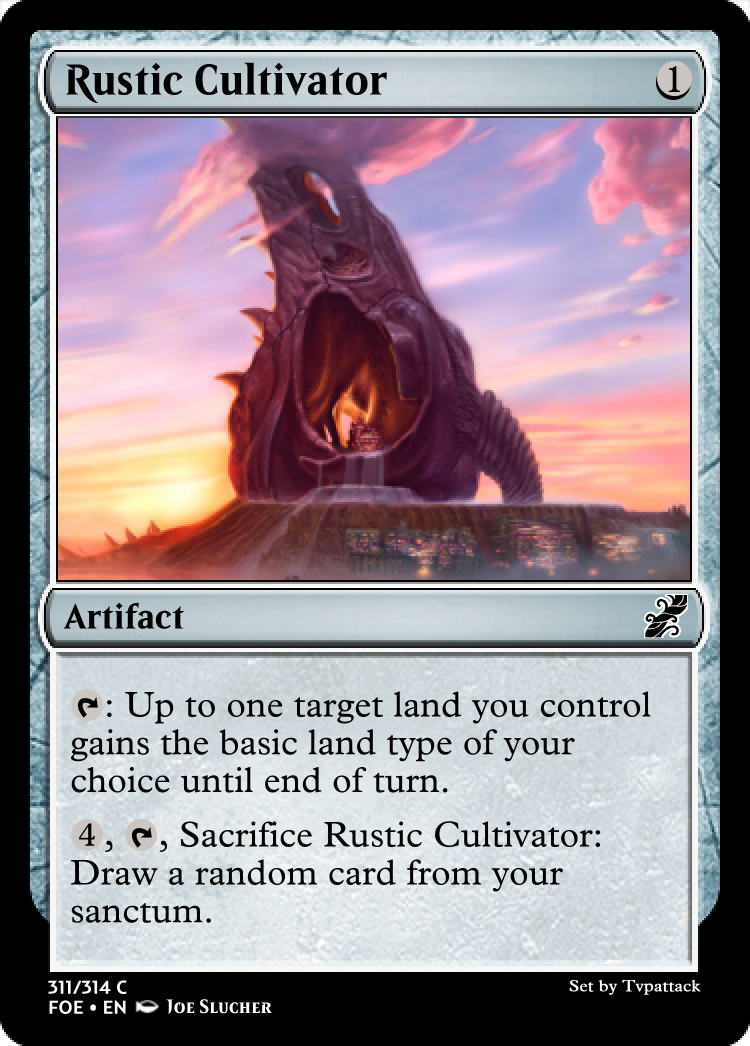 Rustic Cultivator 1
Artifact
: Up to one target land you control
gains the basic land type of your
choice until end of turn.
4, , Sacrifice Rustic Cultivator:
Draw a random card from your
sanctum.
311/314 C
Set by Tvpattack
FOE • EN Joe Slucher